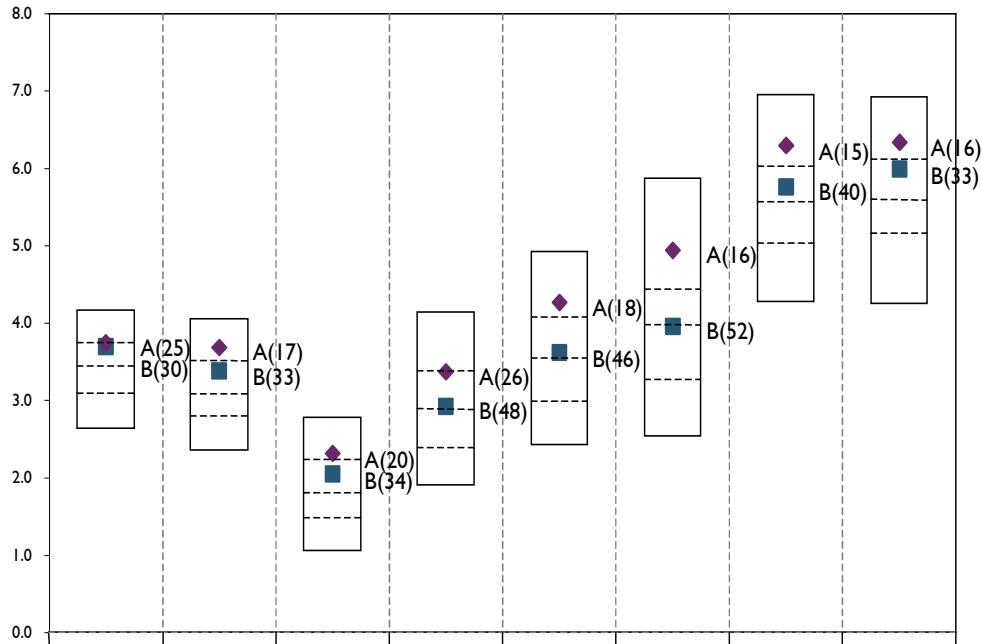 8.0
7.0
6.0
5.0
4.0
3.0
2.0
1.0
0.0
A(25)
B(30)
A(17)
B(33)
A(20)
B(34)
A(26)
B(48)
A(18)
B(46)
A(16)
B(52)
A(15)
B(40)
A(16)
B(33)